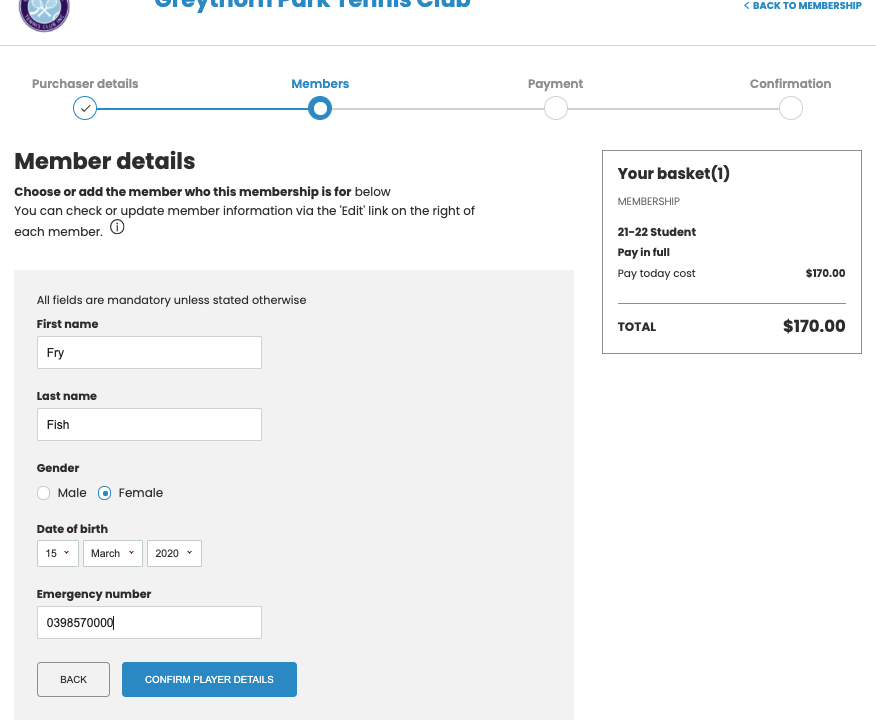 Greythorn Park Tennis Club
< BACK TO MEMBERSHIP
Purchaser details
Members
Payment
Confirmation
Member details
Choose or add the member who this membership is for below
You can check or update member information via the 'Edit' link on the right of
each member.
All fields are mandatory unless stated otherwise
First name
Fry
Last name
Fish
Gender
Male
Female
Date of birth
15
March
2020
Emergency number
0398570000
BACK
CONFIRM PLAYER DETAILS
Your basket(1)
MEMBERSHIP
21-22 Student
Pay in full
Pay today cost $170.00
TOTAL $170.00